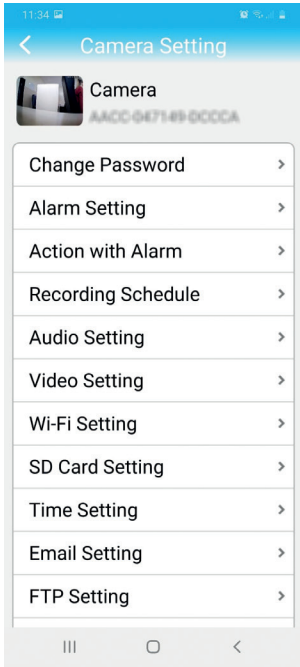 11:34
Camera Setting
Camera
Change Password
Alarm Setting
Action with Alarm
Recording Schedule
Audio Setting
Video Setting
Wi-Fi Setting
SD Card Setting
Time Setting
Email Setting
FTP Setting